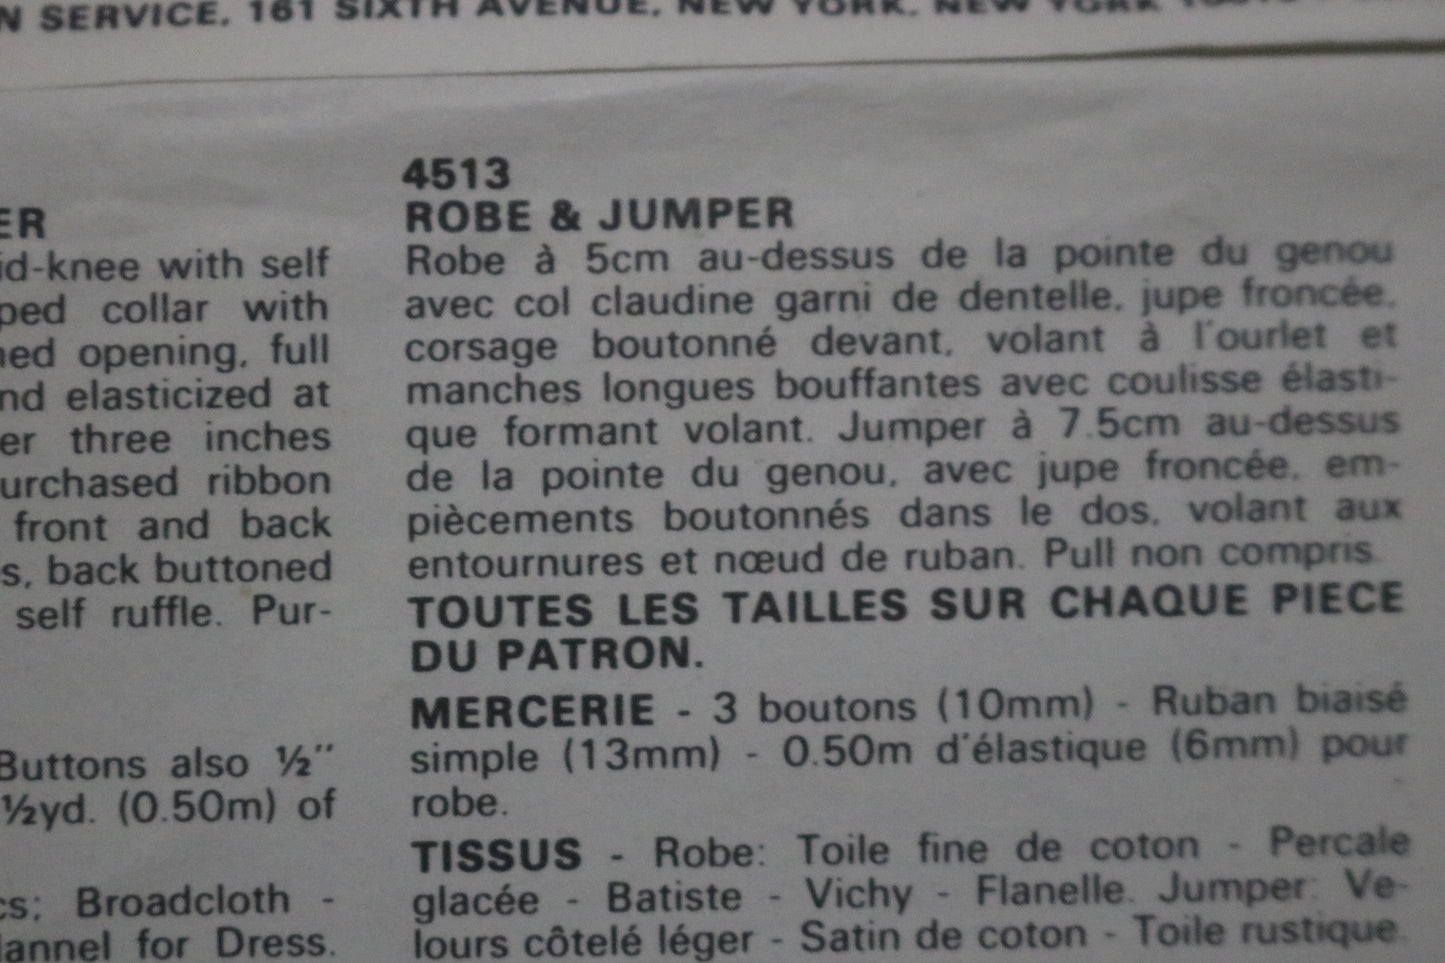 N SERVICE, 161 SIXTH AVENUE, NEW YORK, NEW YORK
ER
id-knee with self
ped collar with
ned opening, full
nd elasticized at
er three inches
urchased ribbon
front and back
s, back buttoned
self ruffle. Pur-
Buttons also ½"
½yd. (0.50m) of
cs: Broadcloth -
lannel for Dress.
4513
ROBE & JUMPER
Robe à 5cm au-dessus de la pointe du genou
avec col claudine garni de dentelle, jupe froncée,
corsage boutonné devant, volant à l'ourlet et
manches longues bouffantes avec coulisse élasti-
que formant volant. Jumper à 7.5cm au-dessus
de la pointe du genou, avec jupe froncée, em-
piècements boutonnés dans le dos, volant aux
entournures et nœud de ruban. Pull non compris.
TOUTES LES TAILLES SUR CHAQUE PIECE
DU PATRON.
MERCERIE - 3 boutons (10mm) - Ruban biaisé
simple (13mm) - 0.50m d'élastique (6mm) pour
robe.
TISSUS - Robe: Toile fine de coton - Percale
glacée - Batiste - Vichy - Flanelle. Jumper: Ve-
lours côtelé léger - Satin de coton - Toile rustique.